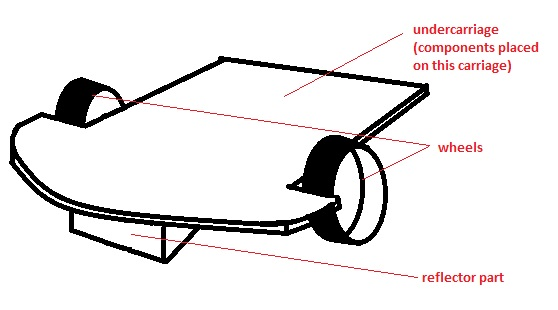 undercarriage
(components placed
on this carriage)
wheels
reflector part